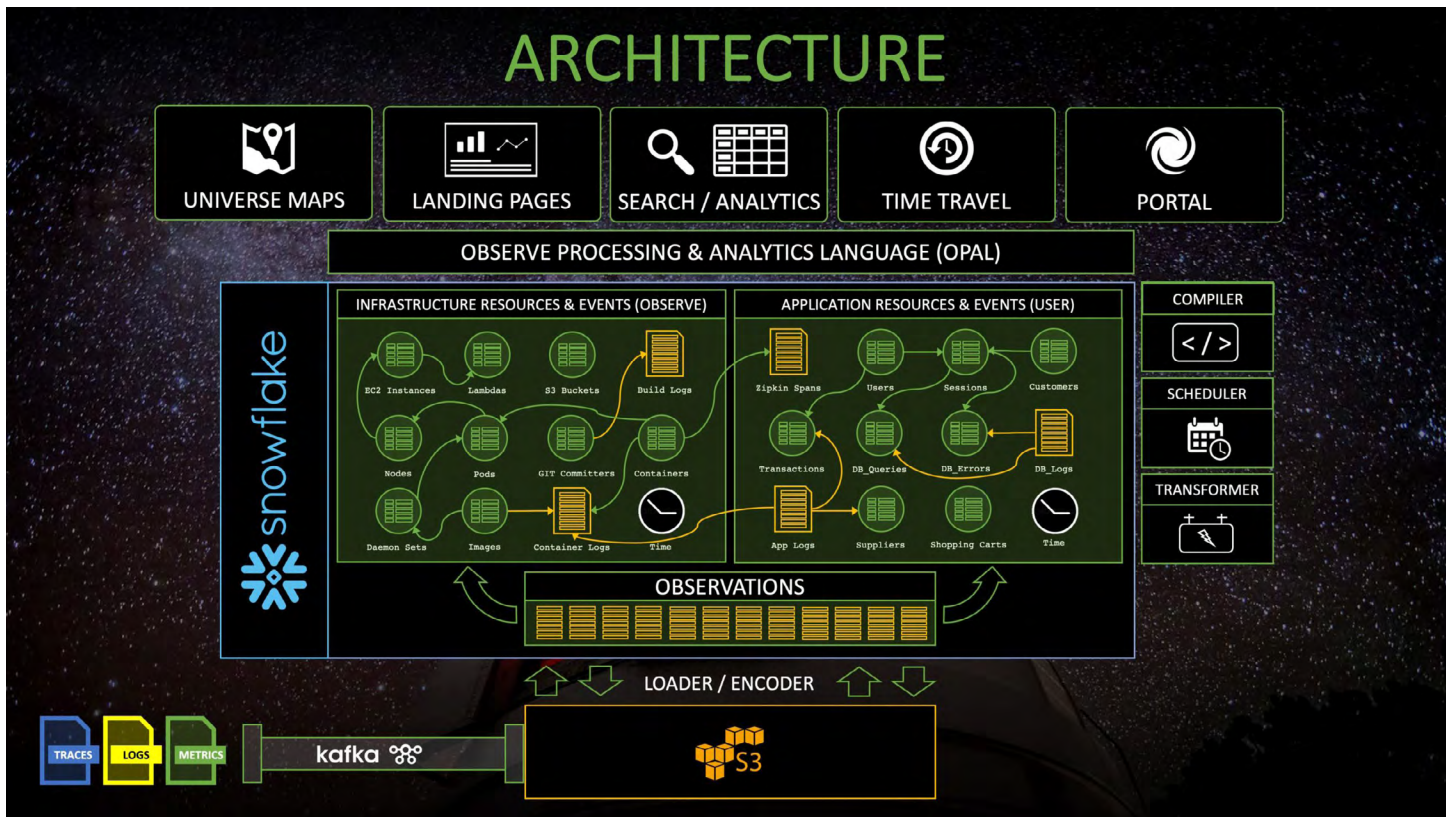 ARCHITECTURE
UNIVERSE MAPS
LANDING PAGES
SEARCH / ANALYTICS
TIME TRAVEL
PORTAL
OBSERVE PROCESSING & ANALYTICS LANGUAGE (OPAL)
snowflake
INFRASTRUCTURE RESOURCES & EVENTS (OBSERVE)
EC2 Instances
Lambdas
S3 Buckets
Build Logs
Nodes
Pods
GIT Committers
Containers
Daemon Sets
Images
Container Logs
Time
APPLICATION RESOURCES & EVENTS (USER)
Zipkin Spans
Users
Sessions
Customers
Transactions
DB_Queries
DB_Errors
DB_Logs
App Logs
Suppliers
Shopping Carts
Time
COMPILER
< / >
SCHEDULER
TRANSFORMER
OBSERVATIONS
LOADER / ENCODER
TRACES
LOGS
METRICS
kafka
S3